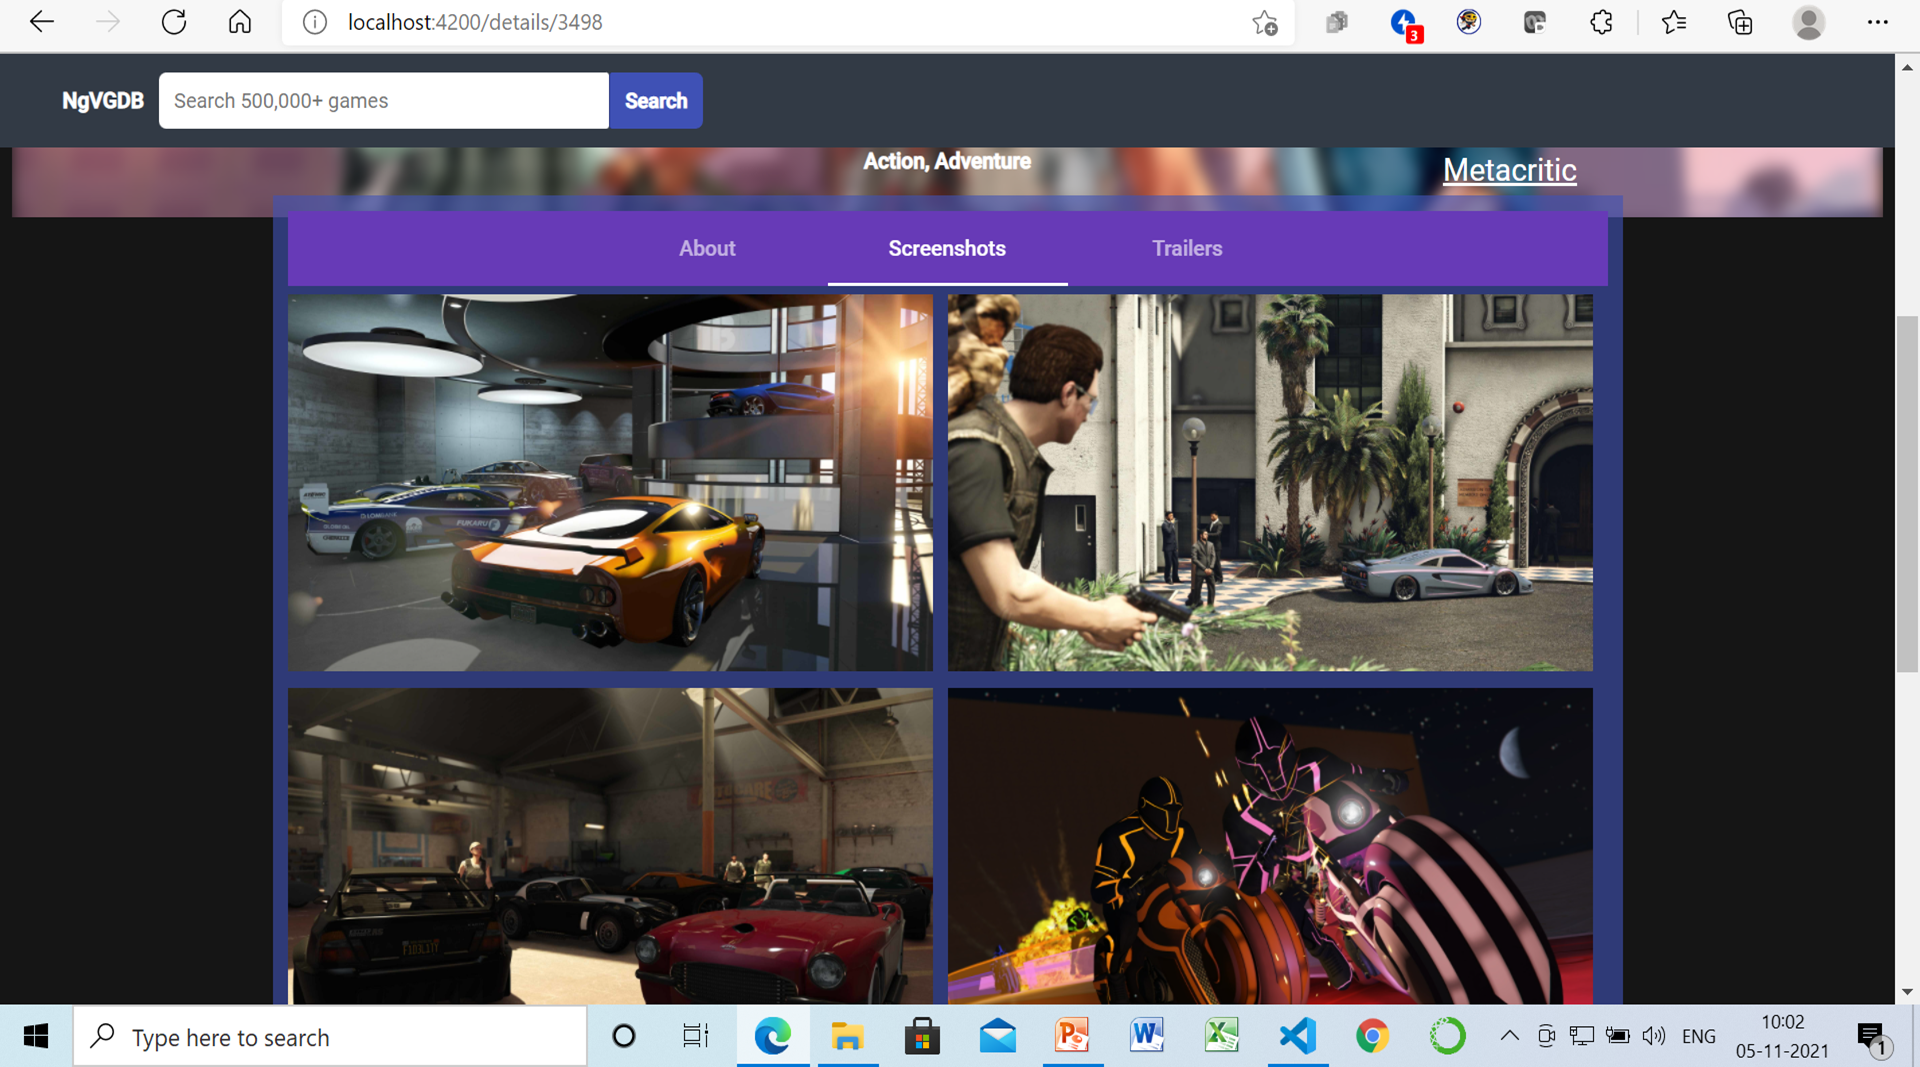 localhost:4200/details/3498
3
NgVGDB
Search 500,000+ games
Search
Action, Adventure
Metacritic
About
Screenshots
Trailers
FUKARU
Type here to search
ENG
10:02
05-11-2021
1